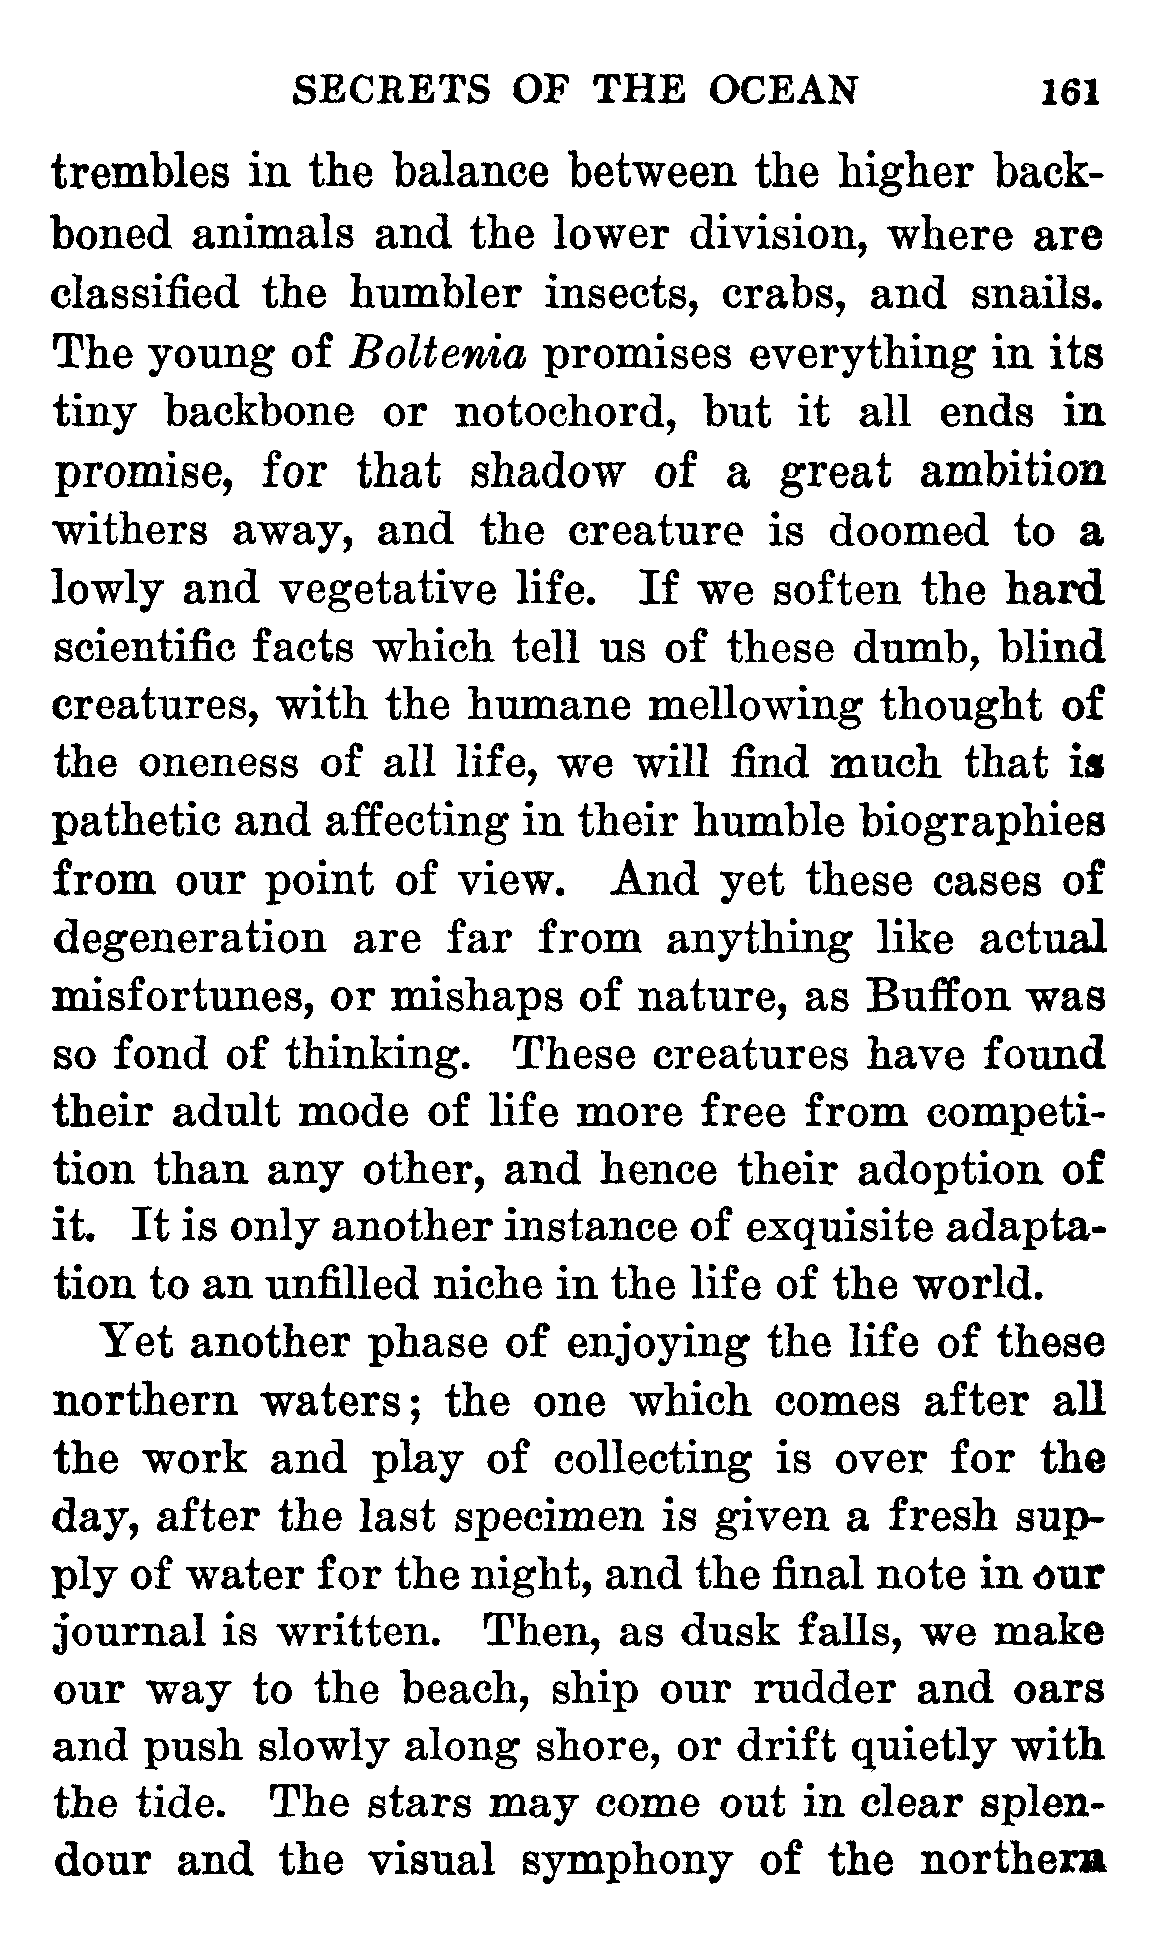 SECRETS OF THE OCEAN 161
trembles in the balance between the higher back-
boned animals and the lower division, where are
classified the humbler insects, crabs, and snails.
The young of Boltenia promises everything in its
tiny backbone or notochord, but it all ends in
promise, for that shadow of a great ambition
withers away, and the creature is doomed to a
lowly and vegetative life. If we soften the hard
scientific facts which tell us of these dumb, blind
creatures, with the humane mellowing thought of
the oneness of all life, we will find much that is
pathetic and affecting in their humble biographies
from our point of view. And yet these cases of
degeneration are far from anything like actual
misfortunes, or mishaps of nature, as Buffon was
so fond of thinking. These creatures have found
their adult mode of life more free from competi-
tion than any other, and hence their adoption of
it. It is only another instance of exquisite adapta-
tion to an unfilled niche in the life of the world.
Yet another phase of enjoying the life of these
northern waters; the one which comes after all
the work and play of collecting is over for the
day, after the last specimen is given a fresh sup-
ply of water for the night, and the final note in our
journal is written. Then, as dusk falls, we make
our way to the beach, ship our rudder and oars
and push slowly along shore, or drift quietly with
the tide. The stars may come out in clear splen-
dour and the visual symphony of the northern